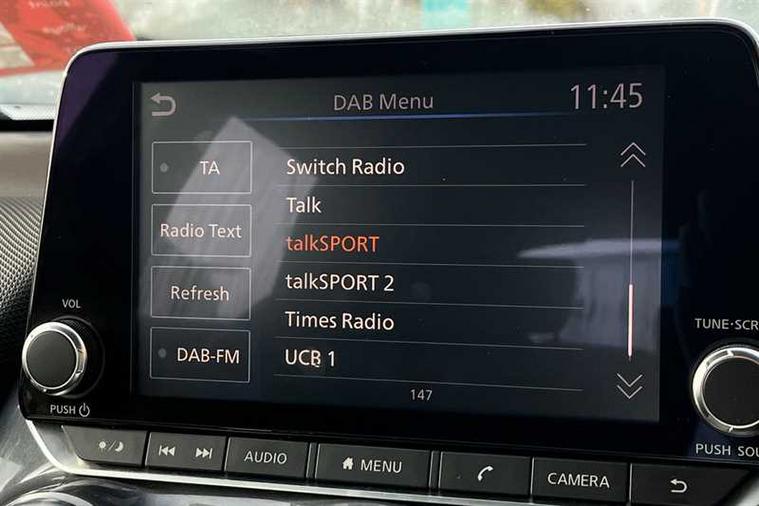 DAB Menu
11:45
TA
Radio Text
Refresh
DAB-FM
Switch Radio
Talk
talkSPORT
talkSPORT 2
Times Radio
UCB 1
147
VOL
PUSH
TUNE·SCR
PUSH SOU
AUDIO
MENU
CAMERA